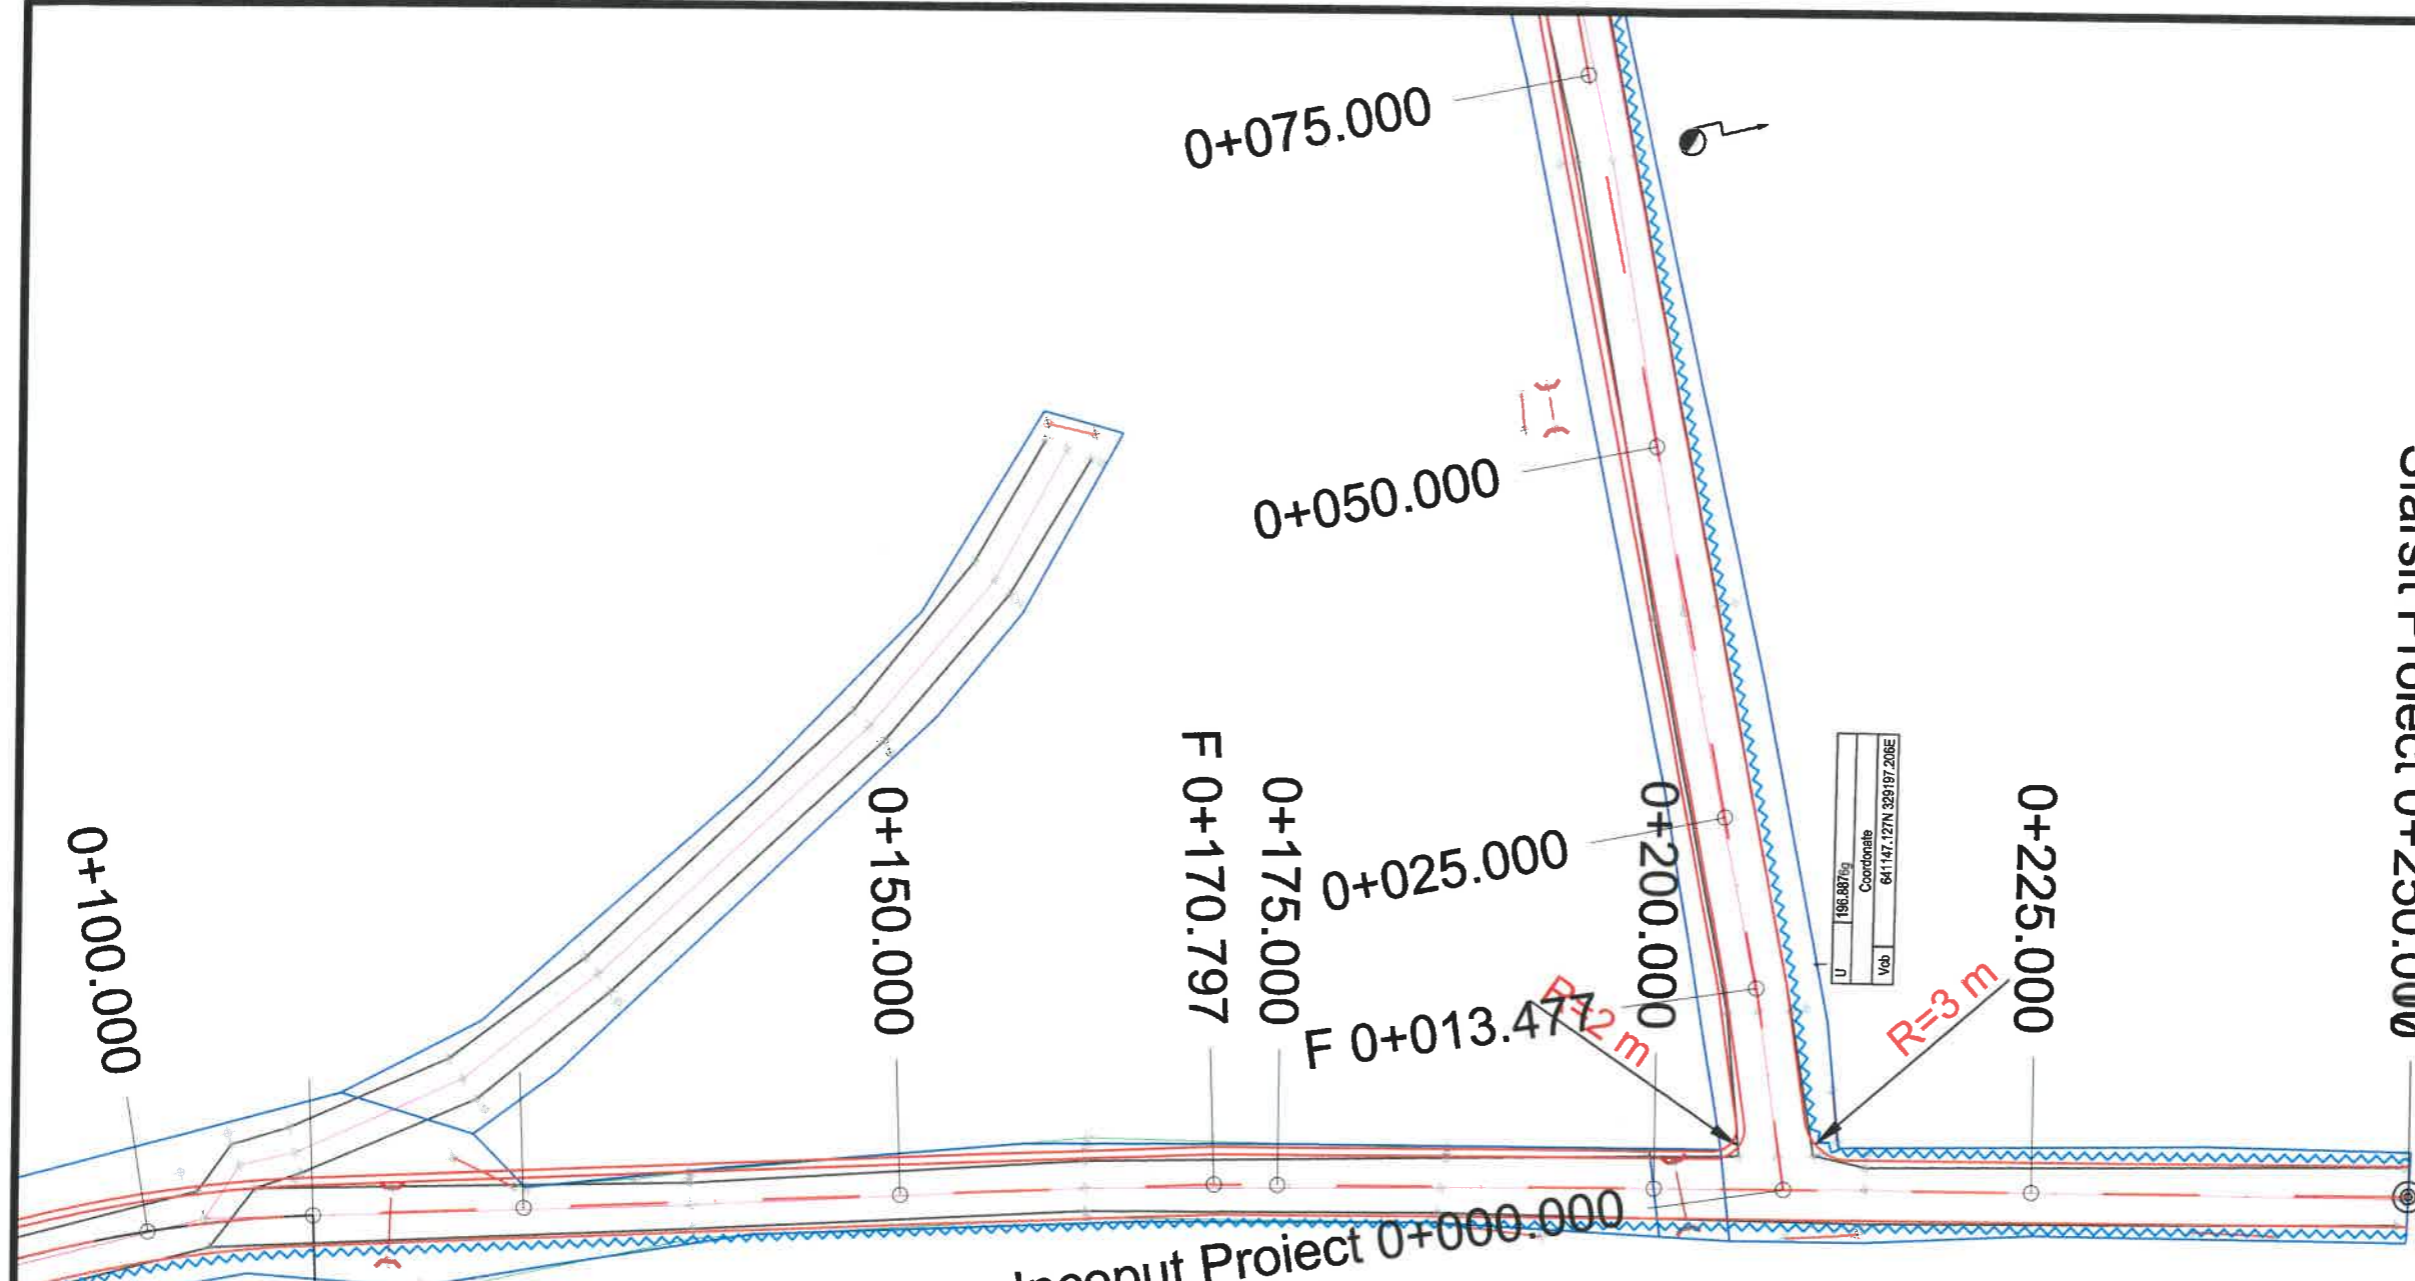 0+075.000
0+050.000
0+025.000
F 0+013.477
0+100.000
0+150.000
F 0+170.797
0+175.000
0+200.000
0+225.000
R=2 m
R=3 m
U 196.8876g
Coordonate
Vcb 641147.127N 329197.206E
Inceput Proiect 0+000.000
Sfarsit Proiect 0+250.000